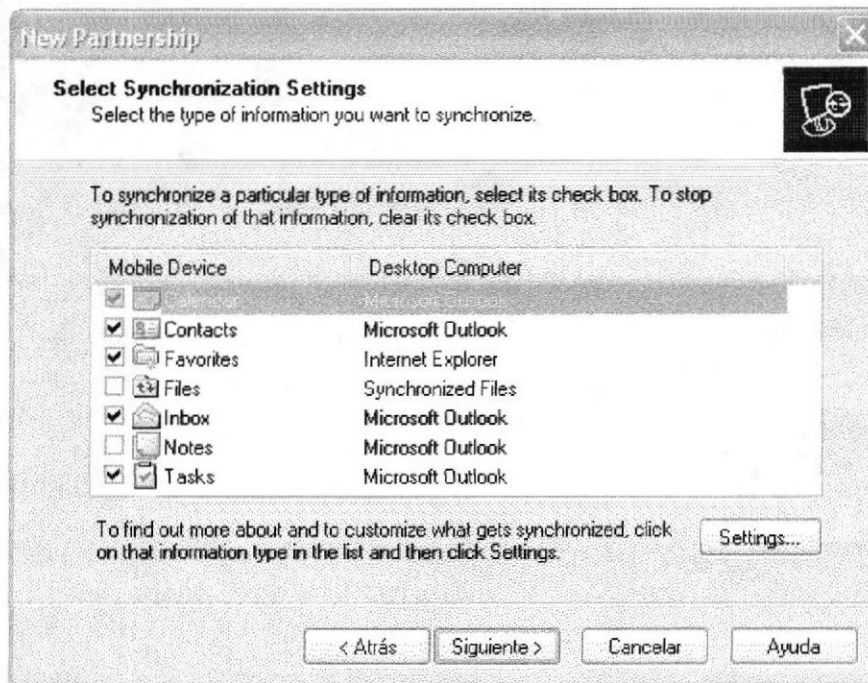 New Partnership
Select Synchronization Settings
Select the type of information you want to synchronize.
To synchronize a particular type of information, select its check box. To stop
synchronization of that information, clear its check box.
Mobile Device Desktop Computer
Calendar Microsoft Outlook
Contacts Microsoft Outlook
Favorites Internet Explorer
Files Synchronized Files
Inbox Microsoft Outlook
Notes Microsoft Outlook
Tasks Microsoft Outlook
To find out more about and to customize what gets synchronized, click
on that information type in the list and then click Settings.
Settings...
< Atrás Siguiente > Cancelar Ayuda